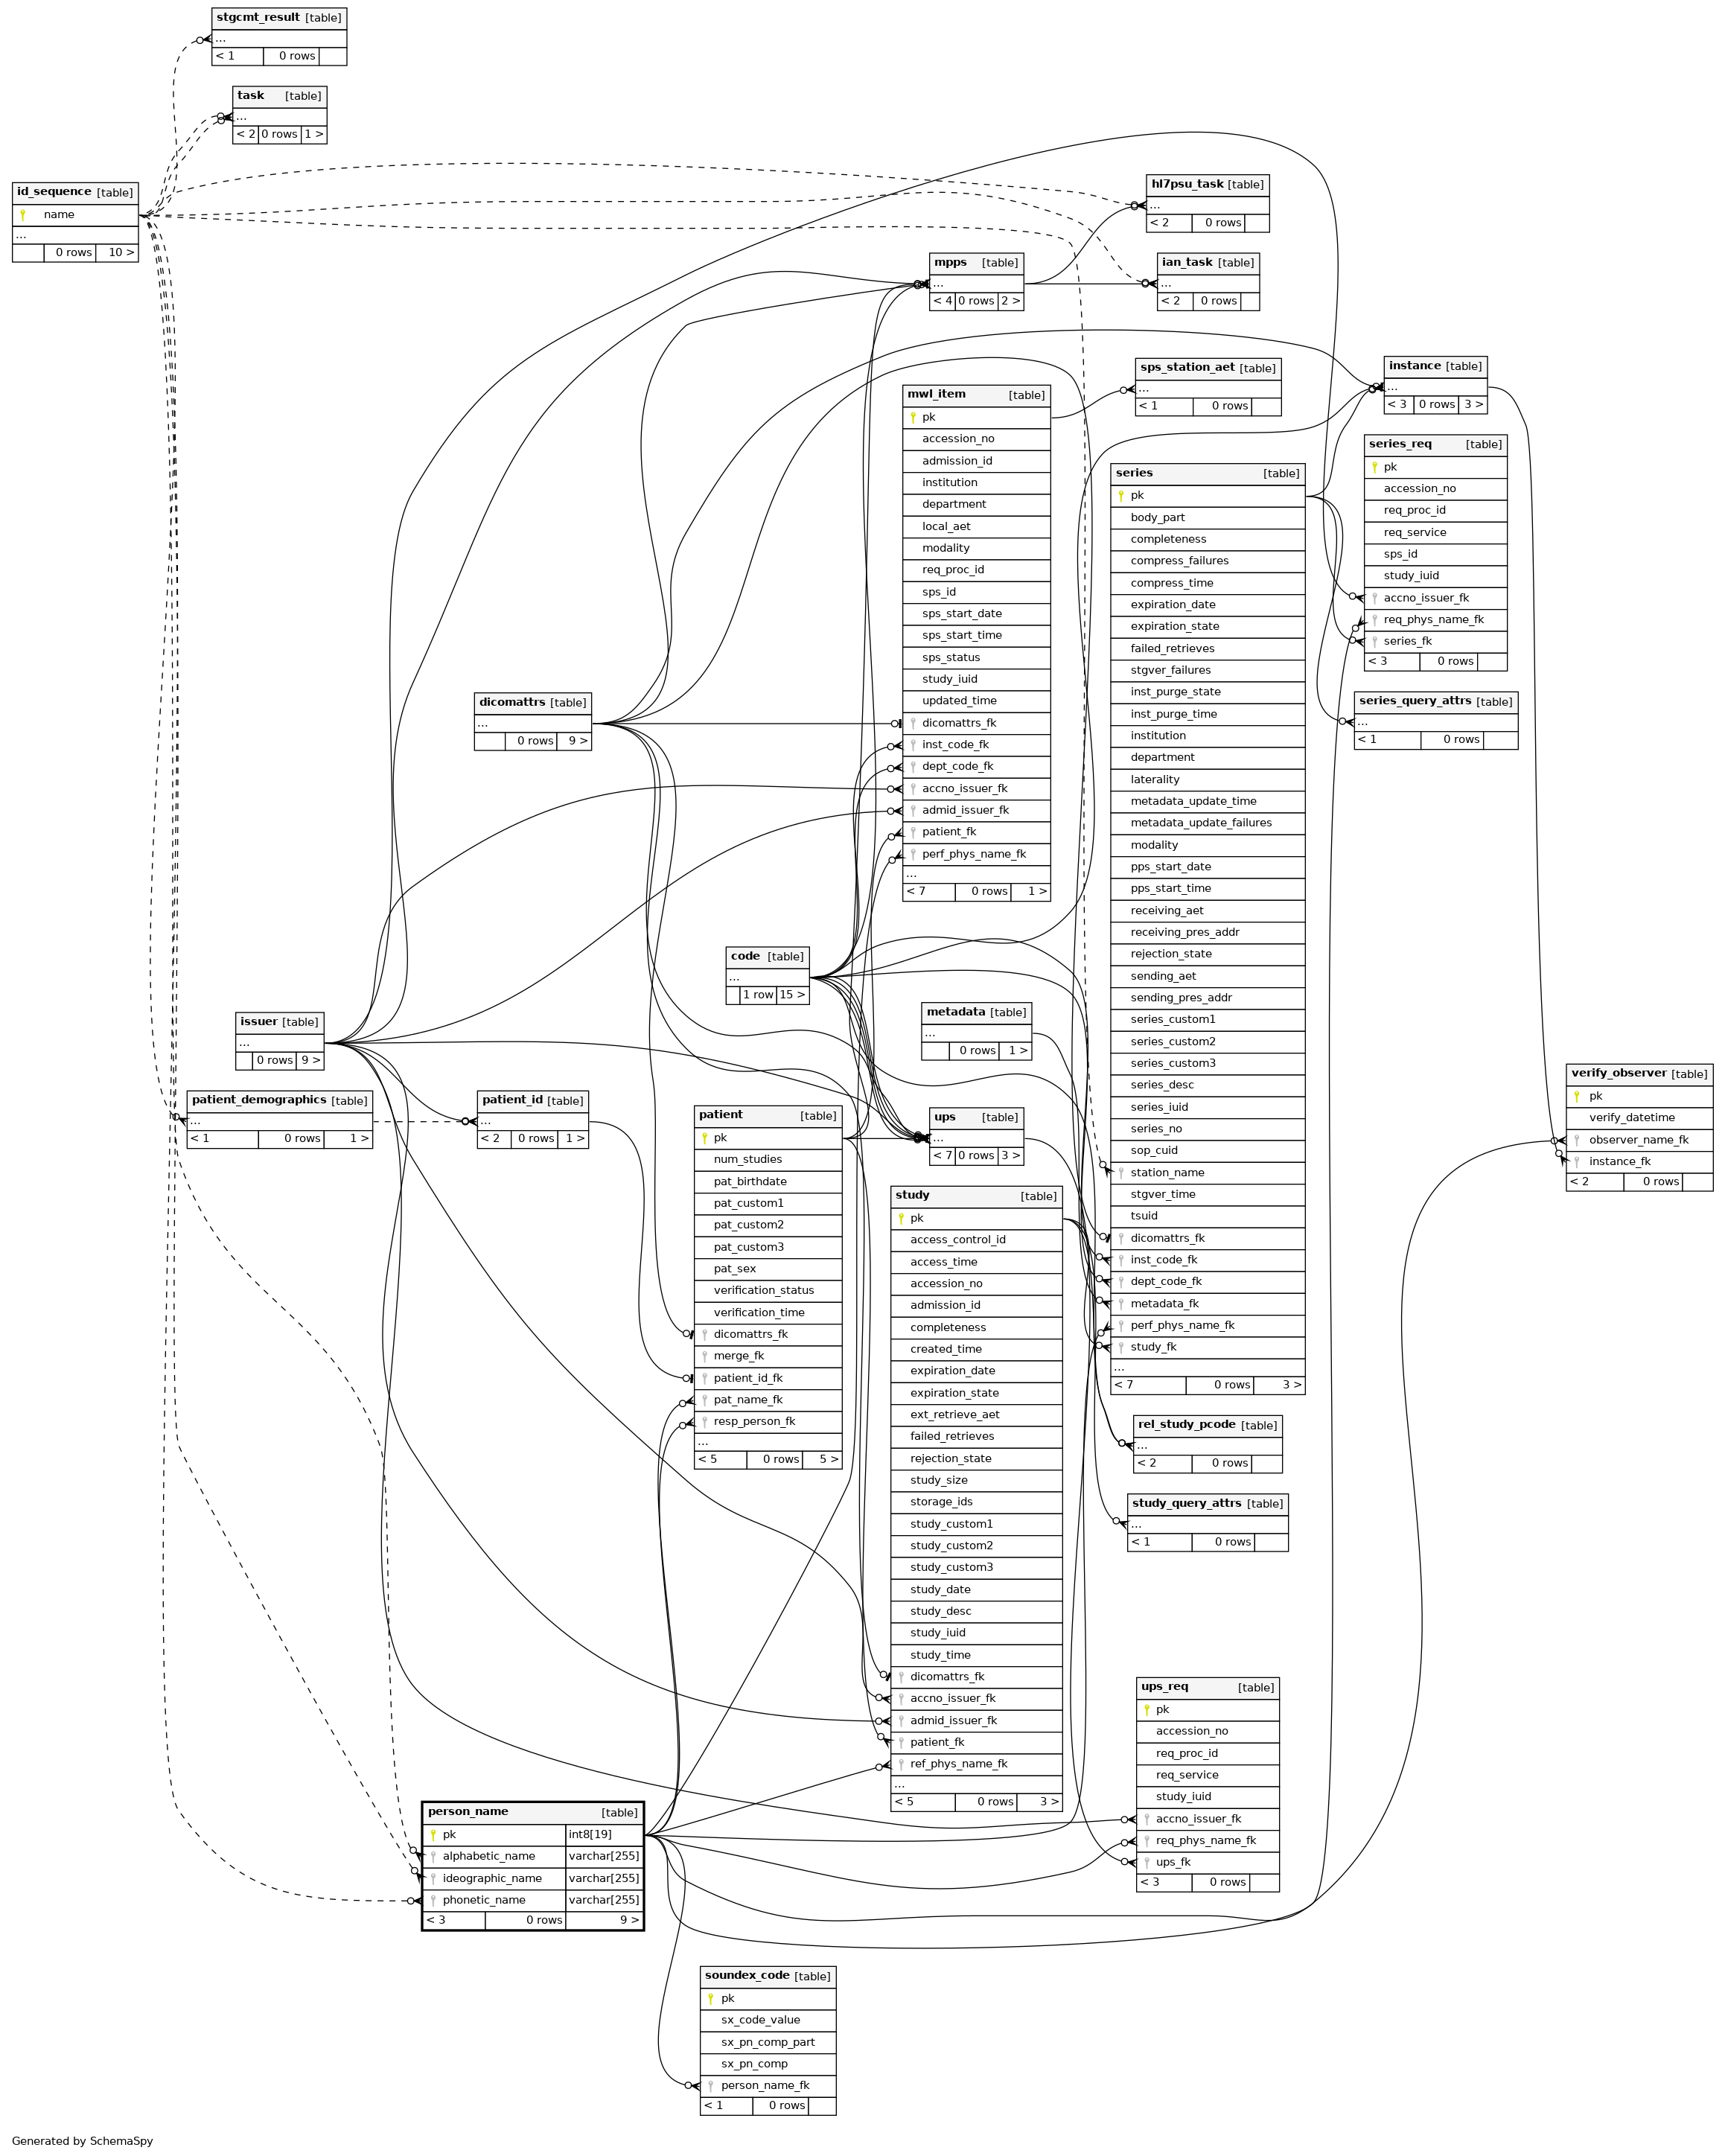 stgcmt_result [table]
...
< 1 0 rows
task [table]
...
< 2 0 rows 1 >
id_sequence [table]
name
...
0 rows 10 >
hl7psu_task [table]
...
< 2 0 rows
mpps [table]
...
< 4 0 rows 2 >
ian_task [table]
...
< 2 0 rows
sps_station_aet [table]
...
< 1 0 rows
instance [table]
...
< 3 0 rows 3 >
mwl_item [table]
pk
accession_no
admission_id
institution
department
local_aet
modality
req_proc_id
sps_id
sps_start_date
sps_start_time
sps_status
study_iuid
updated_time
dicomattrs_fk
inst_code_fk
dept_code_fk
accno_issuer_fk
admid_issuer_fk
patient_fk
perf_phys_name_fk
...
< 7 0 rows 1 >
series_req [table]
pk
accession_no
req_proc_id
req_service
sps_id
study_iuid
accno_issuer_fk
req_phys_name_fk
series_fk
< 3 0 rows
series [table]
pk
body_part
completeness
compress_failures
compress_time
expiration_date
expiration_state
failed_retrieves
stgver_failures
inst_purge_state
inst_purge_time
institution
department
laterality
metadata_update_time
metadata_update_failures
modality
pps_start_date
pps_start_time
receiving_aet
receiving_pres_addr
rejection_state
sending_aet
sending_pres_addr
series_custom1
series_custom2
series_custom3
series_desc
series_iuid
series_no
sop_cuid
station_name
stgver_time
tsuid
dicomattrs_fk
inst_code_fk
dept_code_fk
metadata_fk
perf_phys_name_fk
study_fk
...
< 7 0 rows 3 >
series_query_attrs [table]
...
< 1 0 rows
dicomattrs [table]
...
0 rows 9 >
code [table]
...
1 row 15 >
metadata [table]
...
0 rows 1 >
issuer [table]
...
0 rows 9 >
verify_observer [table]
pk
verify_datetime
observer_name_fk
instance_fk
< 2 0 rows
patient_demographics [table]
...
< 1 0 rows 1 >
patient_id [table]
...
< 2 0 rows 1 >
patient [table]
pk
num_studies
pat_birthdate
pat_custom1
pat_custom2
pat_custom3
pat_sex
verification_status
verification_time
dicomattrs_fk
merge_fk
patient_id_fk
pat_name_fk
resp_person_fk
...
< 5 0 rows 5 >
ups [table]
...
< 7 0 rows 3 >
study [table]
pk
access_control_id
access_time
accession_no
admission_id
completeness
created_time
expiration_date
expiration_state
ext_retrieve_aet
failed_retrieves
rejection_state
study_size
storage_ids
study_custom1
study_custom2
study_custom3
study_date
study_desc
study_iuid
study_time
dicomattrs_fk
accno_issuer_fk
admid_issuer_fk
patient_fk
ref_phys_name_fk
...
< 5 0 rows 3 >
rel_study_pcode [table]
...
< 2 0 rows
study_query_attrs [table]
...
< 1 0 rows
ups_req [table]
pk
accession_no
req_proc_id
req_service
study_iuid
accno_issuer_fk
req_phys_name_fk
ups_fk
< 3 0 rows
person_name [table]
pk int8[19]
alphabetic_name varchar[255]
ideographic_name varchar[255]
phonetic_name varchar[255]
< 3 0 rows 9 >
soundex_code [table]
pk
sx_code_value
sx_pn_comp_part
sx_pn_comp
person_name_fk
< 1 0 rows
Generated by SchemaSpy